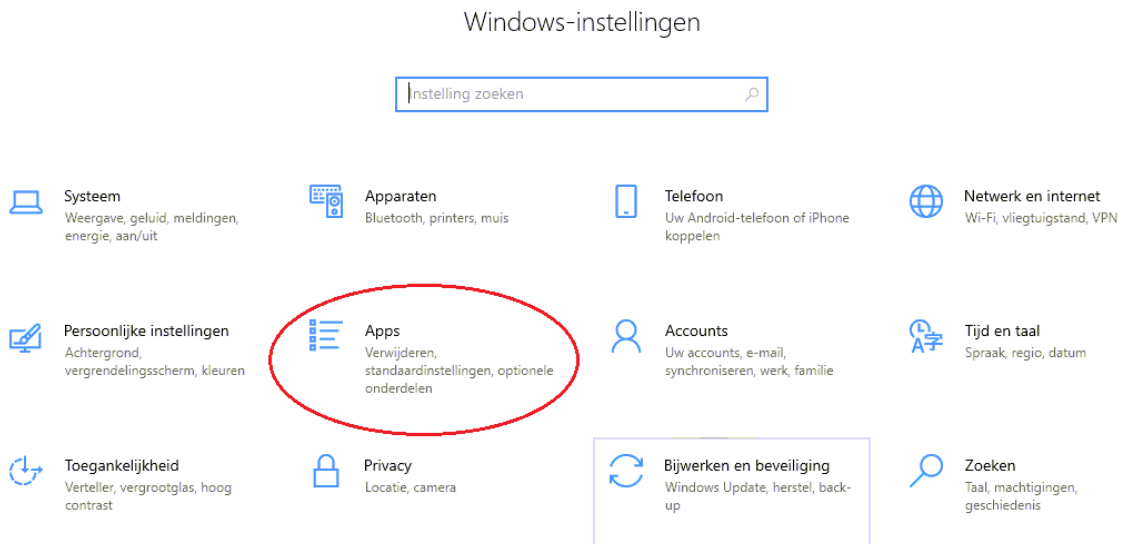 Windows-instellingen
Instelling zoeken
Systeem
Weergave, geluid, meldingen,
energie, aan/uit
Apparaten
Bluetooth, printers, muis
Telefoon
Uw Android-telefoon of iPhone
koppelen
Netwerk en internet
Wi-Fi, vliegtuigstand, VPN
Persoonlijke instellingen
Achtergrond,
vergrendelingsscherm, kleuren
Apps
Verwijderen,
standaardinstellingen, optionele
onderdelen
Accounts
Uw accounts, e-mail,
synchroniseren, werk, familie
Tijd en taal
Spraak, regio, datum
Toegankelijkheid
Verteller, vergrootglas, hoog
contrast
Privacy
Locatie, camera
Bijwerken en beveiliging
Windows Update, herstel, back-
up
Zoeken
Taal, machtigingen,
geschiedenis